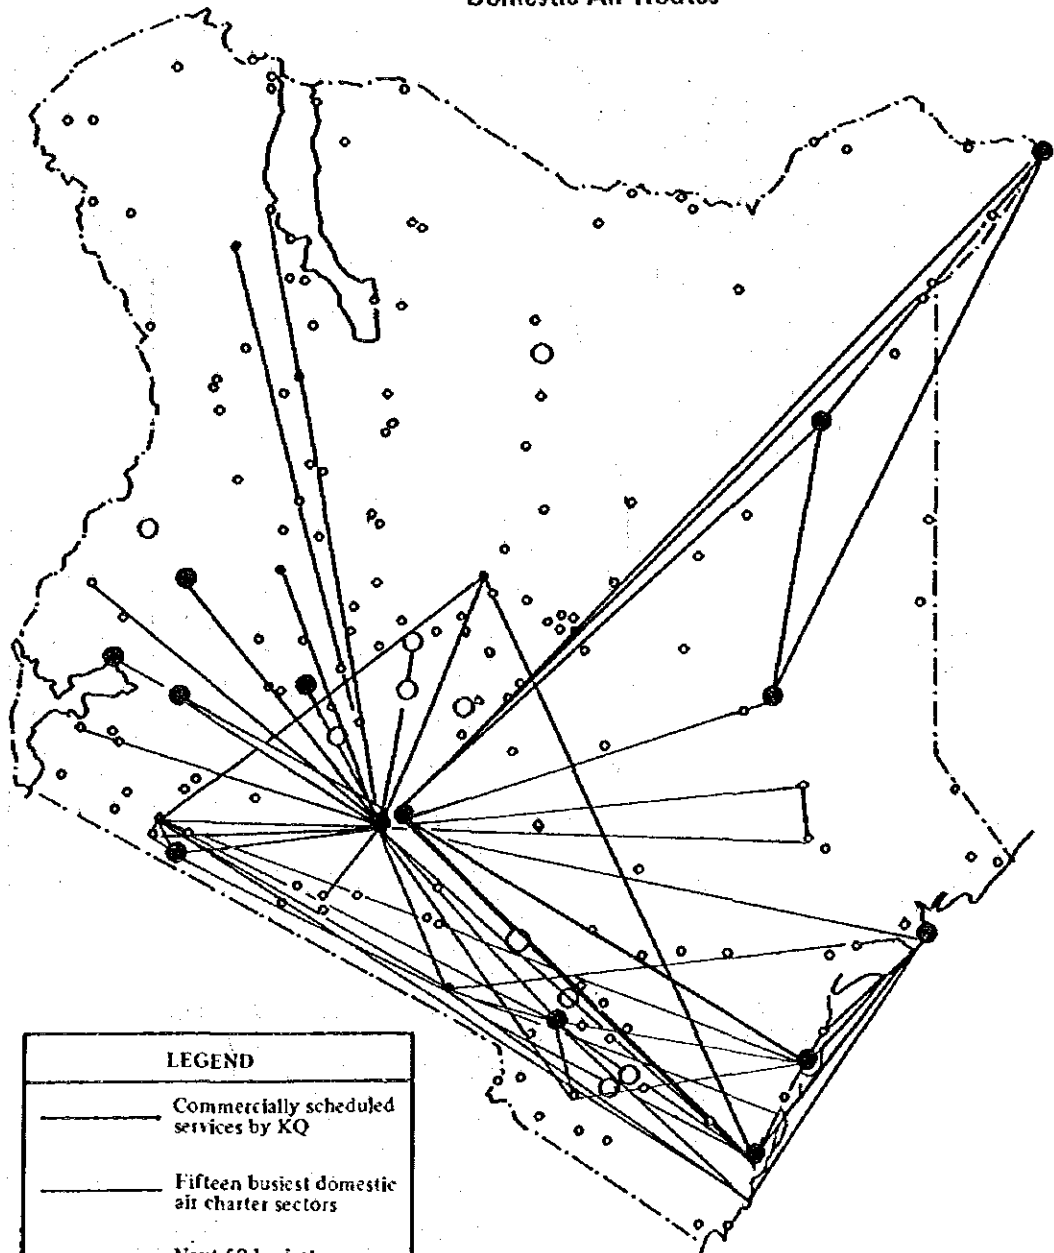 Domestic Air Routes
LEGEND
Commercially scheduled
services by KQ
Fifteen busiest domestic
air charter sectors